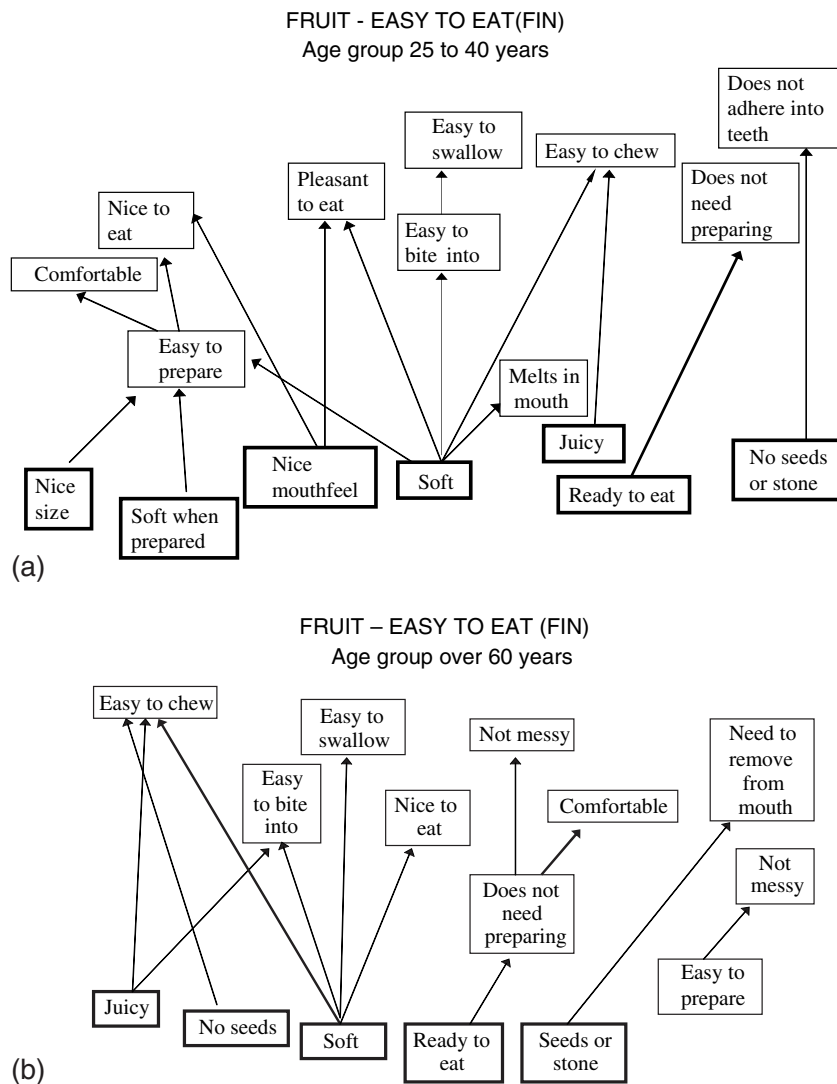 FRUIT - EASY TO EAT(FIN)
Age group 25 to 40 years
Does not
adhere into
teeth
Easy to
swallow
Easy to chew
Pleasant
to eat
Does not
need
preparing
Nice to
eat
Easy to
bite into
Comfortable
Easy to
prepare
Melts in
mouth
Juicy
Nice
mouthfeel
Soft
No seeds
or stone
Nice
size
Soft when
prepared
Ready to eat
(a)
FRUIT – EASY TO EAT (FIN)
Age group over 60 years
Easy to chew
Easy to
swallow
Not messy
Need to
remove
from
mouth
Easy
to bite
into
Nice to
eat
Comfortable
Not
messy
Does not
need
preparing
Easy to
prepare
Juicy
No seeds
Soft
Ready to
eat
Seeds or
stone
(b)